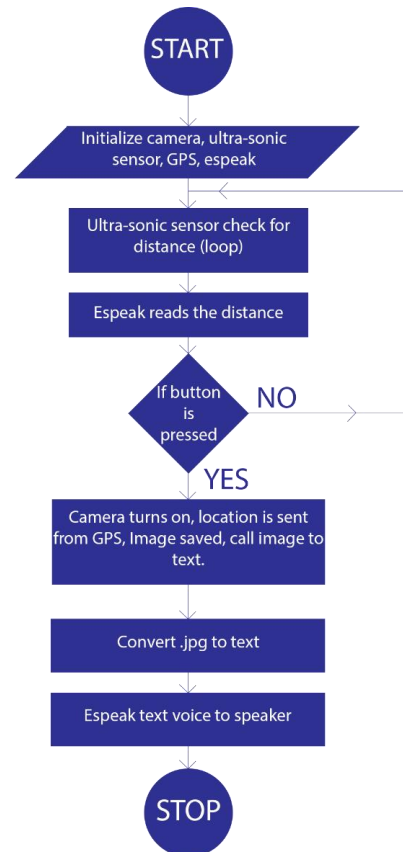 START
Initialize camera, ultra-sonic
sensor, GPS, espeak
Ultra-sonic sensor check for
distance (loop)
Espeak reads the distance
If button
is
pressed
NO
YES
Camera turns on, location is sent
from GPS, Image saved, call image to
text.
Convert .jpg to text
Espeak text voice to speaker
STOP